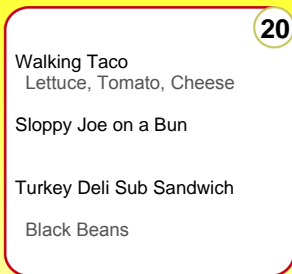 20
Walking Taco
Lettuce, Tomato, Cheese
Sloppy Joe on a Bun
Turkey Deli Sub Sandwich
Black Beans